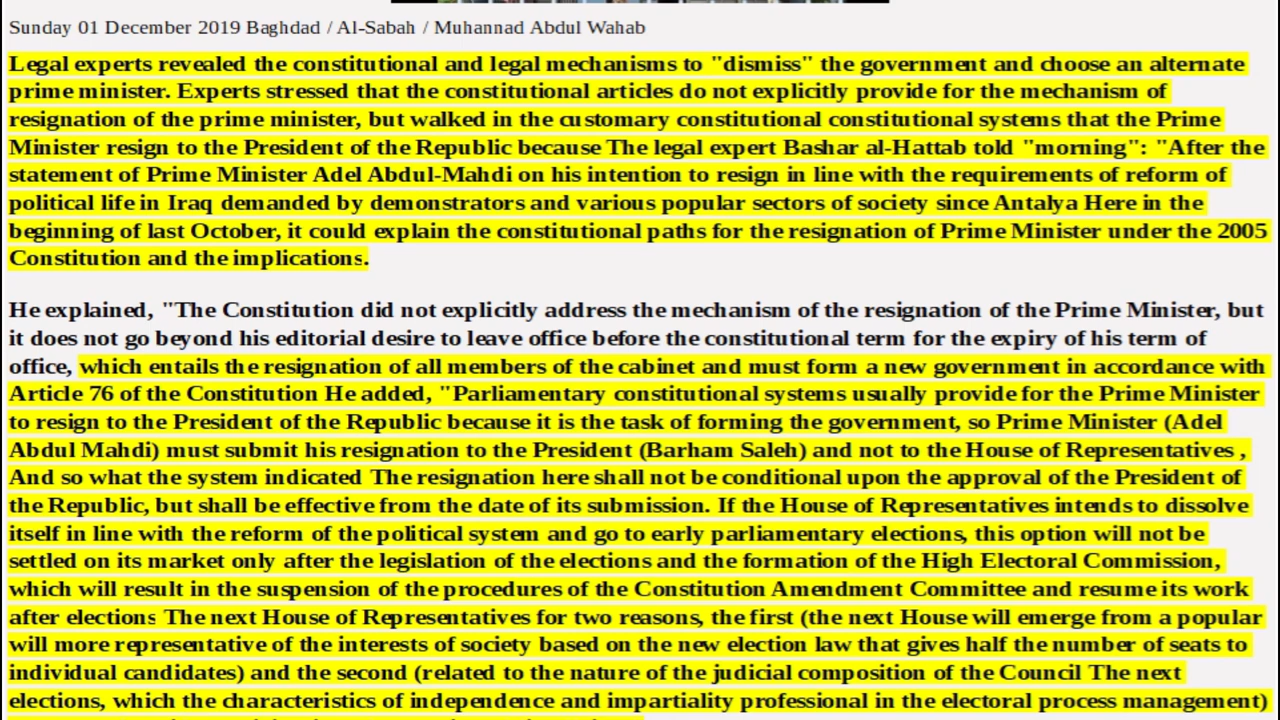 Sunday 01 December 2019 Baghdad / Al-Sabah / Muhannad Abdul Wahab
Legal experts revealed the constitutional and legal mechanisms to "dismiss" the government and choose an alternate
prime minister. Experts stressed that the constitutional articles do not explicitly provide for the mechanism of
resignation of the prime minister, but walked in the customary constitutional constitutional systems that the Prime
Minister resign to the President of the Republic because The legal expert Bashar al-Hattab told "morning": "After the
statement of Prime Minister Adel Abdul-Mahdi on his intention to resign in line with the requirements of reform of
political life in Iraq demanded by demonstrators and various popular sectors of society since Antalya Here in the
beginning of last October, it could explain the constitutional paths for the resignation of Prime Minister under the 2005
Constitution and the implications.
He explained, "The Constitution did not explicitly address the mechanism of the resignation of the Prime Minister, but
it does not go beyond his editorial desire to leave office before the constitutional term for the expiry of his term of
office, which entails the resignation of all members of the cabinet and must form a new government in accordance with
Article 76 of the Constitution He added, "Parliamentary constitutional systems usually provide for the Prime Minister
to resign to the President of the Republic because it is the task of forming the government, so Prime Minister (Adel
Abdul Mahdi) must submit his resignation to the President (Barham Saleh) and not to the House of Representatives ,
And so what the system indicated The resignation here shall not be conditional upon the approval of the President of
the Republic, but shall be effective from the date of its submission. If the House of Representatives intends to dissolve
itself in line with the reform of the political system and go to early parliamentary elections, this option will not be
settled on its market only after the legislation of the elections and the formation of the High Electoral Commission,
which will result in the suspension of the procedures of the Constitution Amendment Committee and resume its work
after elections The next House of Representatives for two reasons, the first (the next House will emerge from a popular
will more representative of the interests of society based on the new election law that gives half the number of seats to
individual candidates) and the second (related to the nature of the judicial composition of the Council The next
elections, which the characteristics of independence and impartiality professional in the electoral process management)